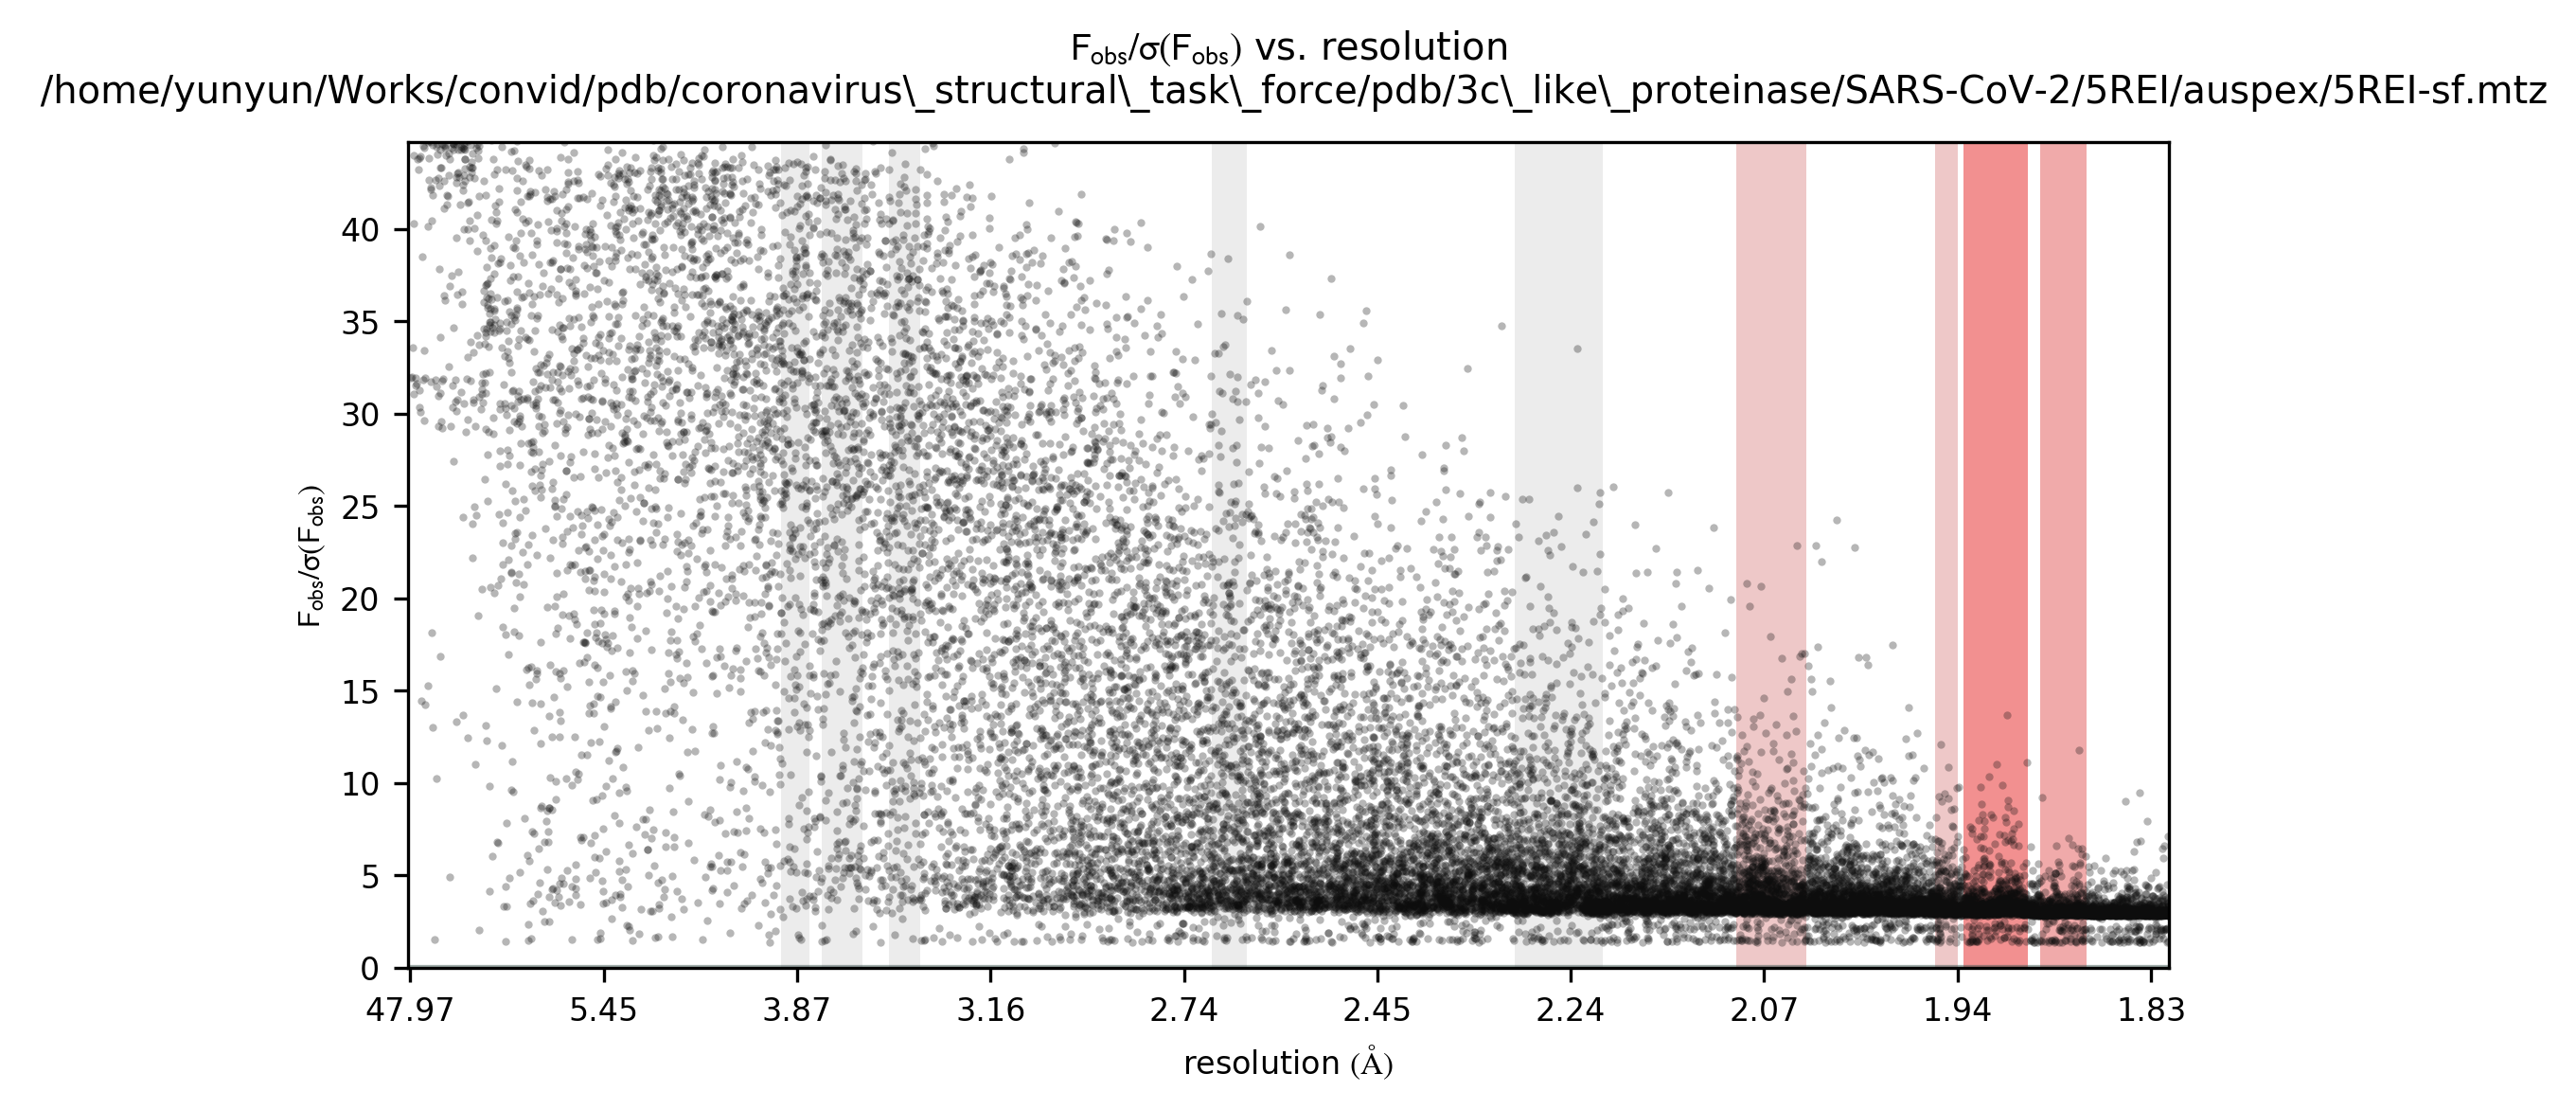 Fobs/σ(Fobs) vs. resolution
/home/yunyun/Works/convid/pdb/coronavirus\_structural\_task\_force/pdb/3c\_like\_proteinase/SARS-CoV-2/5REI/auspex/5REI-sf.mtz
Fobs/σ(Fobs)
40
35
30
25
20
15
10
5
0
47.97 5.45 3.87 3.16 2.74 2.45 2.24 2.07 1.94 1.83
resolution (Å)